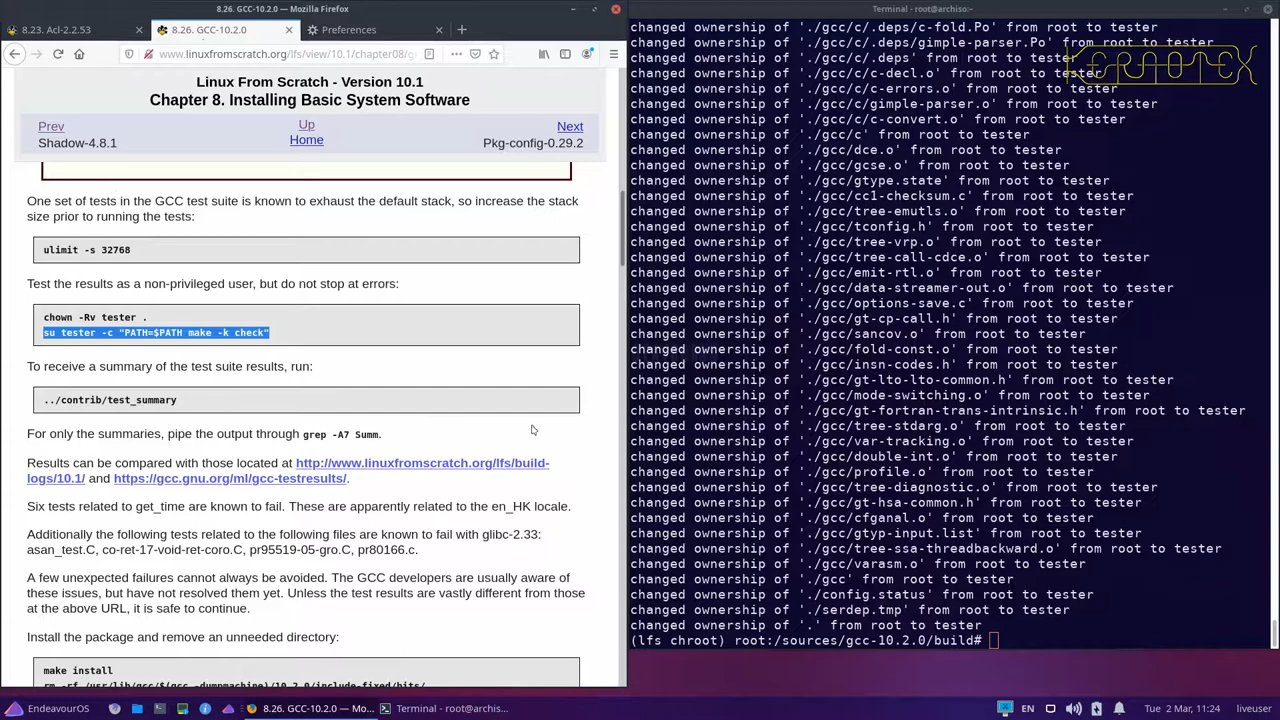 8.26. GCC-10.2.0 — Mozilla Firefox
8.23. Acl-2.2.53
8.26. GCC-10.2.0
Preferences
www.linuxfromscratch.org/lfs/view/10.1/chapter08/g
Linux From Scratch - Version 10.1
Chapter 8. Installing Basic System Software
Prev
Up
Next
Shadow-4.8.1
Home
Pkg-config-0.29.2
One set of tests in the GCC test suite is known to exhaust the default stack, so increase the stack
size prior to running the tests:
ulimit -s 32768
Test the results as a non-privileged user, but do not stop at errors:
chown -Rv tester .
su tester -c "PATH=$PATH make -k check"
To receive a summary of the test suite results, run:
../contrib/test_summary
For only the summaries, pipe the output through grep -A7 Summ.
Results can be compared with those located at http://www.linuxfromscratch.org/lfs/build-
logs/10.1/ and https://gcc.gnu.org/ml/gcc-testresults/.
Six tests related to get_time are known to fail. These are apparently related to the en_HK locale.
Additionally the following tests related to the following files are known to fail with glibc-2.33:
asan_test.C, co-ret-17-void-ret-coro.C, pr95519-05-gro.C, pr80166.c.
A few unexpected failures cannot always be avoided. The GCC developers are usually aware of
these issues, but have not resolved them yet. Unless the test results are vastly different from those
at the above URL, it is safe to continue.
Install the package and remove an unneeded directory:
make install
rm -rf /usr/lib/gcc/$(gcc -dumpmachine)/10.2.0/include-fixed/bits/
Terminal - root@archiso:~
changed ownership of './gcc/c/.deps/c-fold.Po' from root to tester
changed ownership of './gcc/c/.deps/gimple-parser.Po' from root to tester
changed ownership of './gcc/c/.deps' from root to tester
changed ownership of './gcc/c/c-decl.o' from root to tester
changed ownership of './gcc/c/c-errors.o' from root to tester
changed ownership of './gcc/c/gimple-parser.o' from root to tester
changed ownership of './gcc/c/c-convert.o' from root to tester
changed ownership of './gcc/c' from root to tester
changed ownership of './gcc/dce.o' from root to tester
changed ownership of './gcc/gcse.o' from root to tester
changed ownership of './gcc/gtype.state' from root to tester
changed ownership of './gcc/cc1-checksum.c' from root to tester
changed ownership of './gcc/tree-emutls.o' from root to tester
changed ownership of './gcc/tconfig.h' from root to tester
changed ownership of './gcc/tree-vrp.o' from root to tester
changed ownership of './gcc/tree-call-cdce.o' from root to tester
changed ownership of './gcc/emit-rtl.o' from root to tester
changed ownership of './gcc/data-streamer-out.o' from root to tester
changed ownership of './gcc/options-save.c' from root to tester
changed ownership of './gcc/gt-cp-call.h' from root to tester
changed ownership of './gcc/sancov.o' from root to tester
changed ownership of './gcc/fold-const.o' from root to tester
changed ownership of './gcc/insn-codes.h' from root to tester
changed ownership of './gcc/gt-lto-lto-common.h' from root to tester
changed ownership of './gcc/mode-switching.o' from root to tester
changed ownership of './gcc/gt-fortran-trans-intrinsic.h' from root to tester
changed ownership of './gcc/tree-stdarg.o' from root to tester
changed ownership of './gcc/var-tracking.o' from root to tester
changed ownership of './gcc/double-int.o' from root to tester
changed ownership of './gcc/profile.o' from root to tester
changed ownership of './gcc/tree-diagnostic.o' from root to tester
changed ownership of './gcc/gt-hsa-common.h' from root to tester
changed ownership of './gcc/cfganal.o' from root to tester
changed ownership of './gcc/gtyp-input.list' from root to tester
changed ownership of './gcc/tree-ssa-threadbackward.o' from root to tester
changed ownership of './gcc/varasm.o' from root to tester
changed ownership of './gcc' from root to tester
changed ownership of './config.status' from root to tester
changed ownership of './serdep.tmp' from root to tester
changed ownership of '.' from root to tester
(lfs chroot) root:/sources/gcc-10.2.0/build#
EndeavourOS
8.26. GCC-10.2.0 — Mo...
Terminal - root@archis...
EN
Tue 2 Mar, 11:24
liveuser